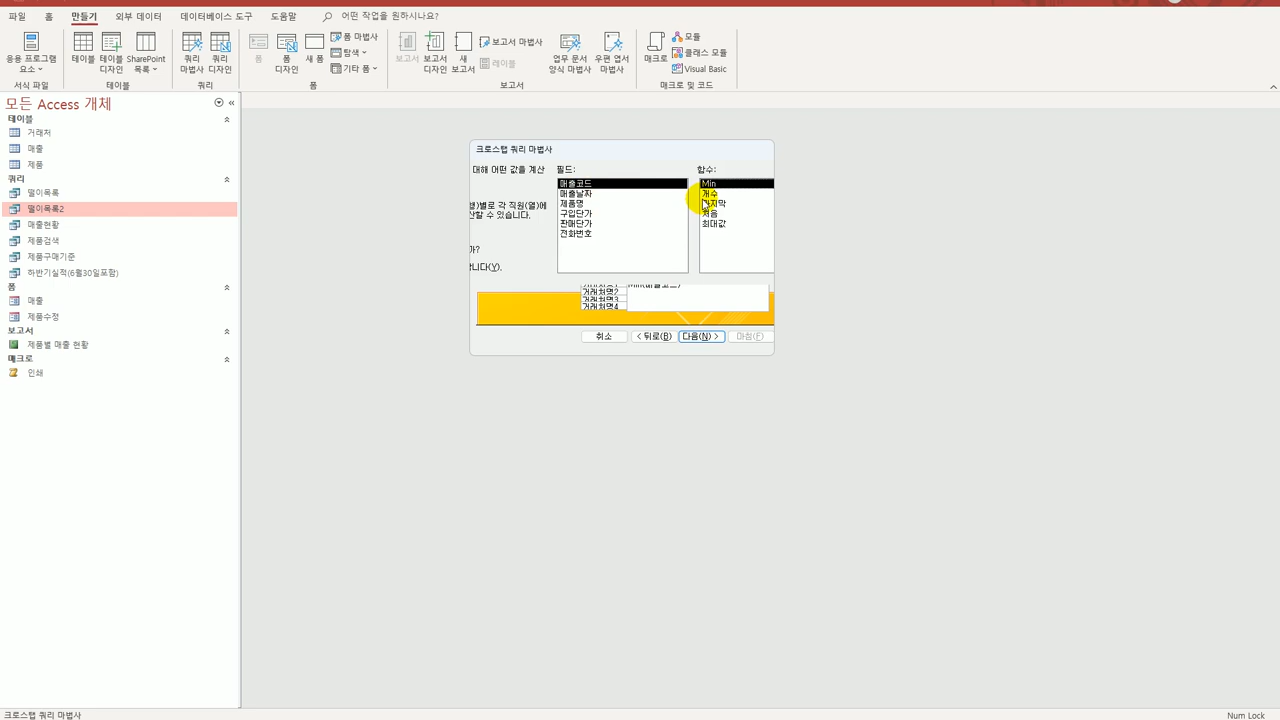 파일 홈 만들기 외부 데이터 데이터베이스 도구 도움말 어떤 작업을 원하시나요?
응용 프로그램 요소
테이블
테이블 디자인
SharePoint 목록
쿼리 마법사
쿼리 디자인
폼
폼 디자인
새 폼
폼 마법사
탐색
기타 폼
보고서
보고서 디자인
새 보고서
보고서 마법사
레이블
업무 문서 양식 마법사
우편 엽서 마법사
매크로
모듈
클래스 모듈
Visual Basic
서식 파일 테이블 쿼리 폼 보고서 매크로 및 코드
모든 Access 개체
테이블
거래처
매출
제품
쿼리
떨이목록
떨이목록2
매출현황
제품검색
제품구매기준
하반기실적(6월30일포함)
폼
매출
제품수정
보고서
제품별 매출 현황
매크로
인쇄
크로스탭 쿼리 마법사
대해 어떤 값을 계산
별로 각 직원(열)에
산할 수 있습니다.
까?
합니다(Y).
필드:
매출코드
매출날짜
제품명
구입단가
판매단가
전화번호
함수:
Min
개수
마지막
처음
최대값
거래처명2
거래처명3
거래처명4
취소 < 뒤로(B) 다음(N) > 마침(F)
크로스탭 쿼리 마법사 Num Lock